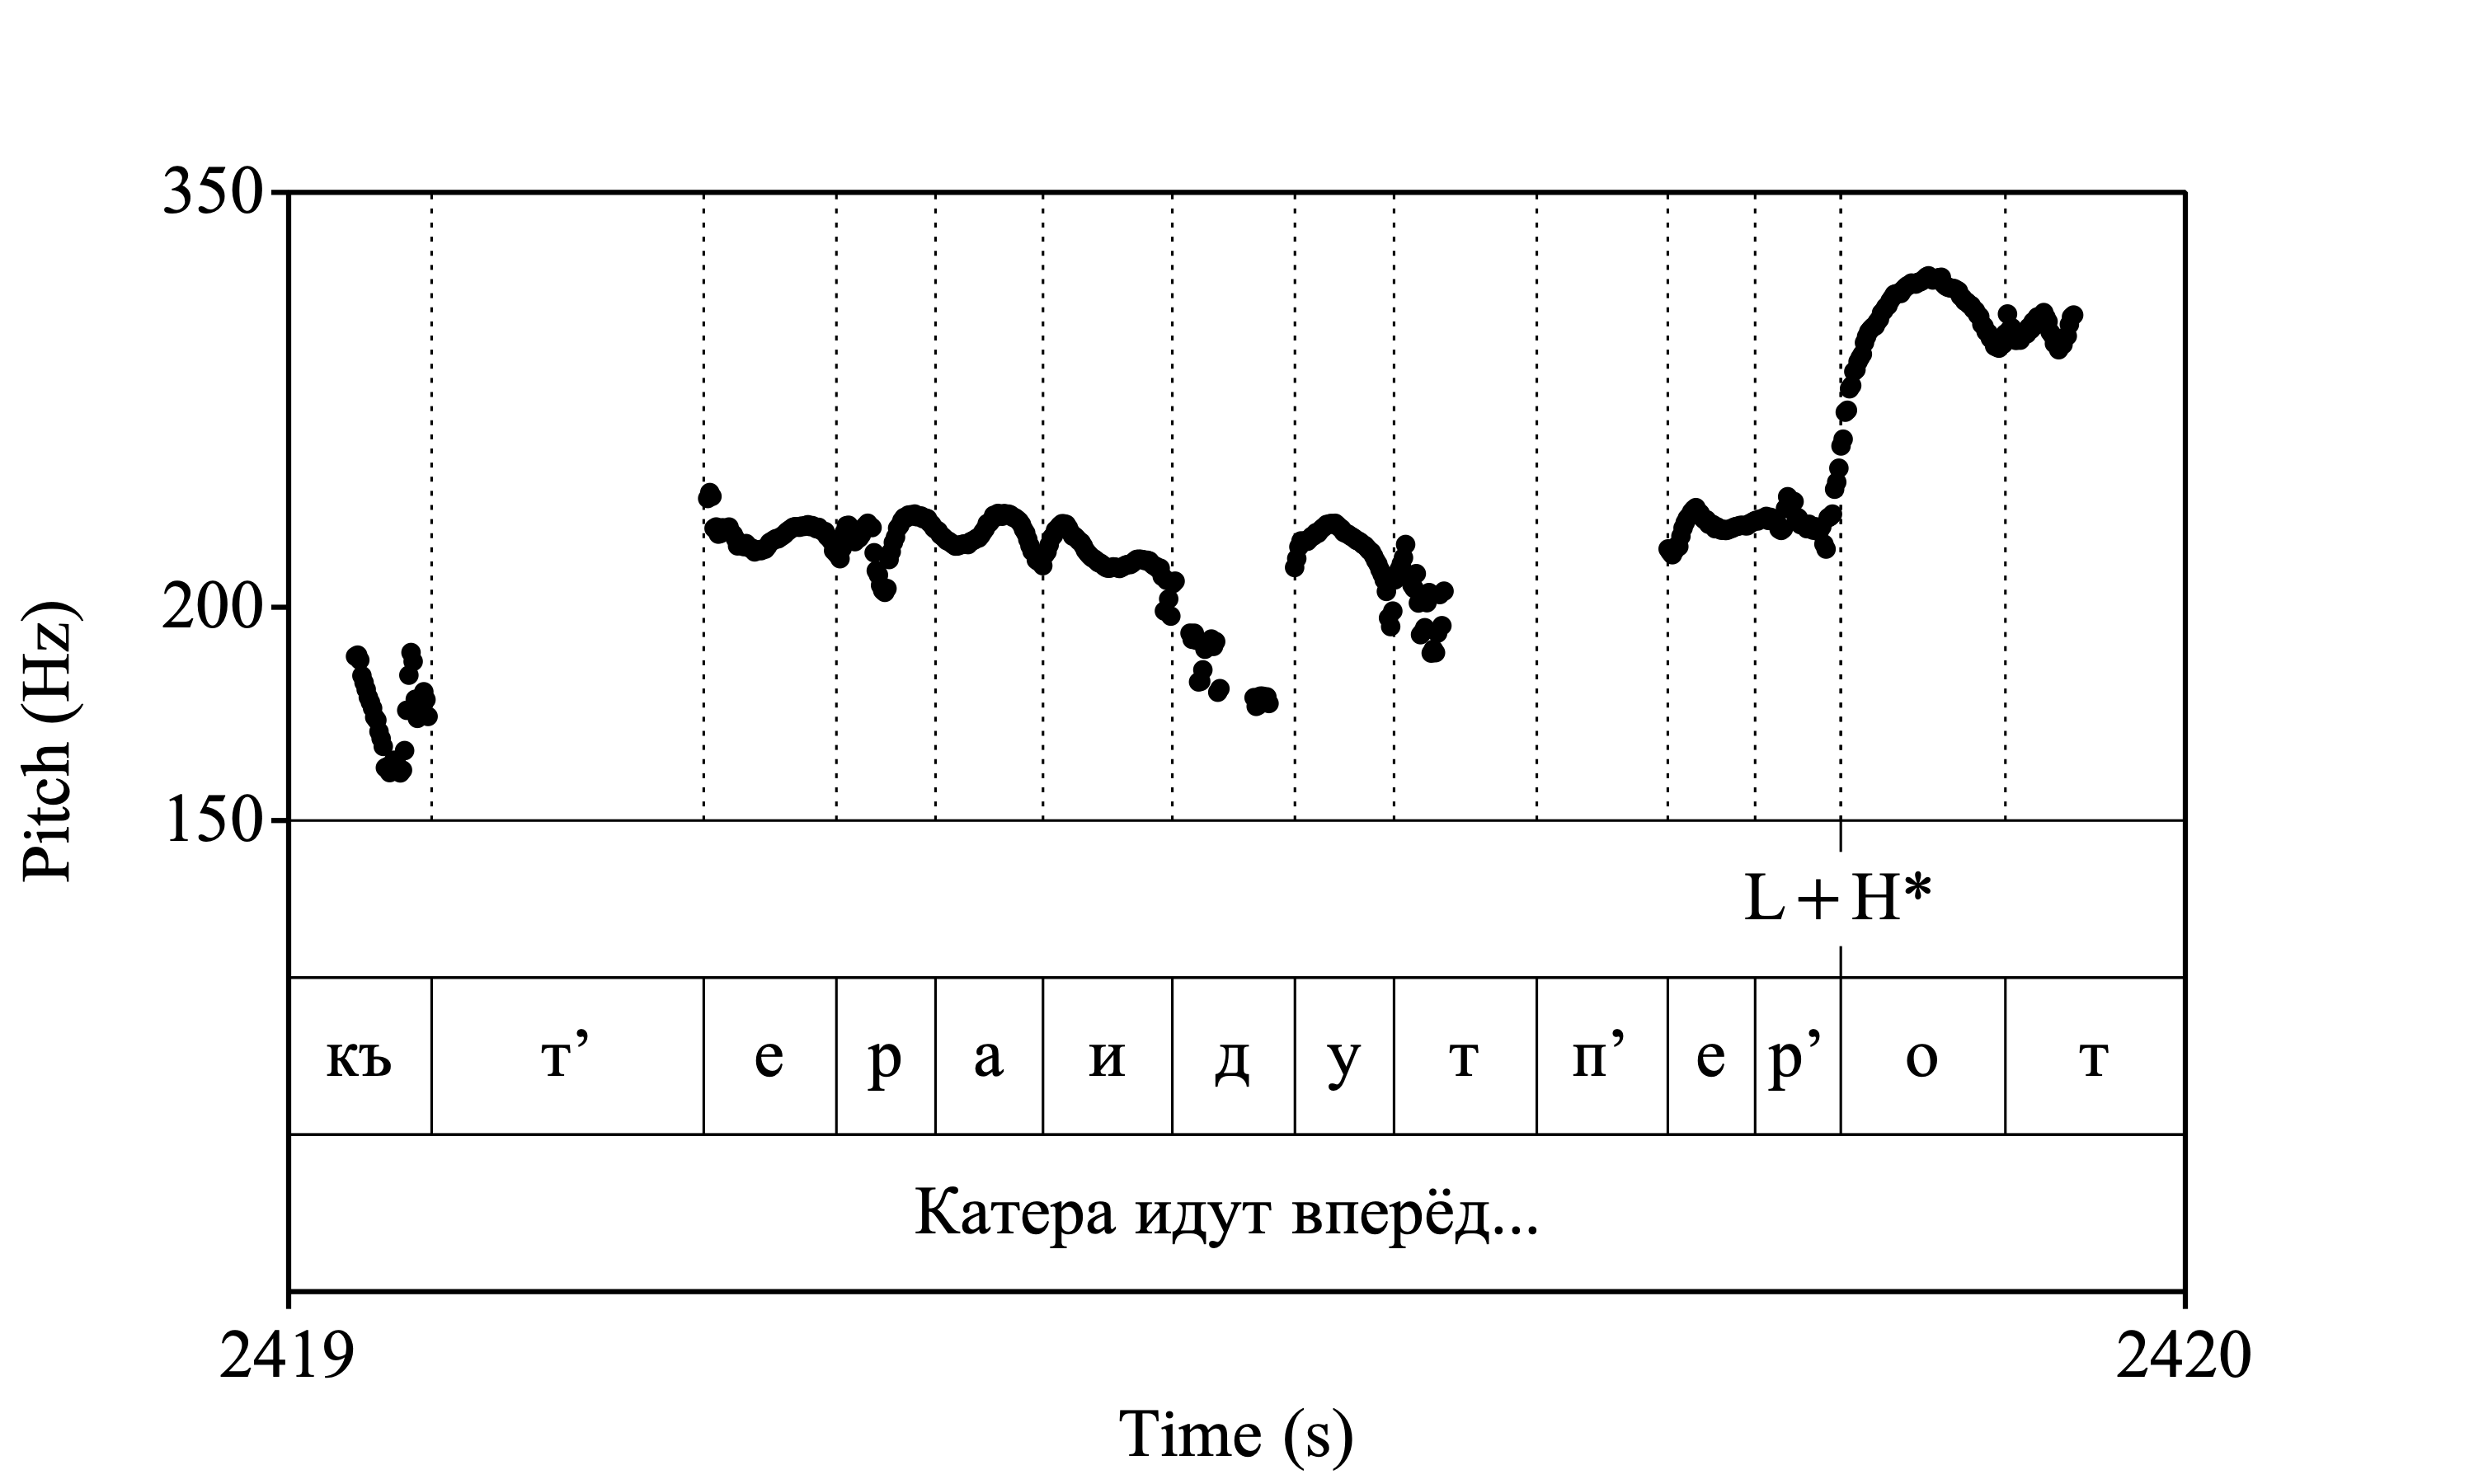 350
200
150
Pitch (Hz)
L+H*
къ т’ е р а и д у т п’ е р’ о т
Катера идут вперёд...
2419 2420
Time (s)